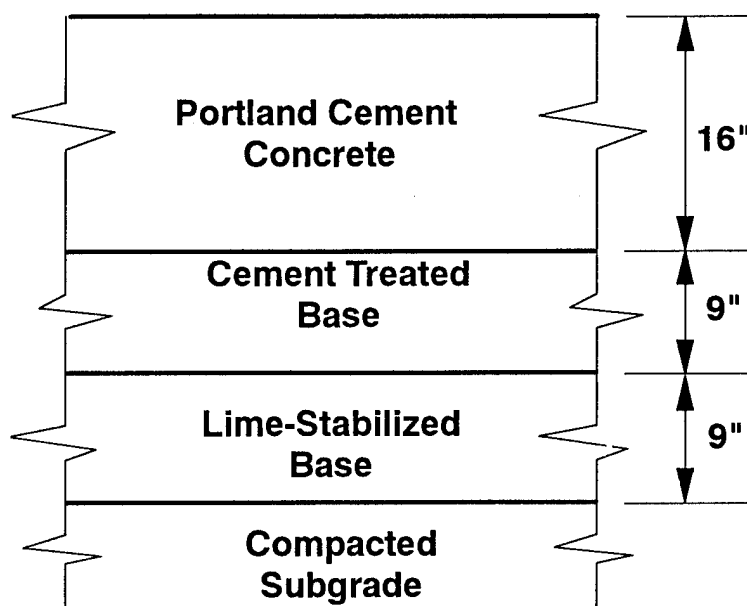 Portland Cement
Concrete
16"
Cement Treated
Base
9"
Lime-Stabilized
Base
9"
Compacted
Subgrade